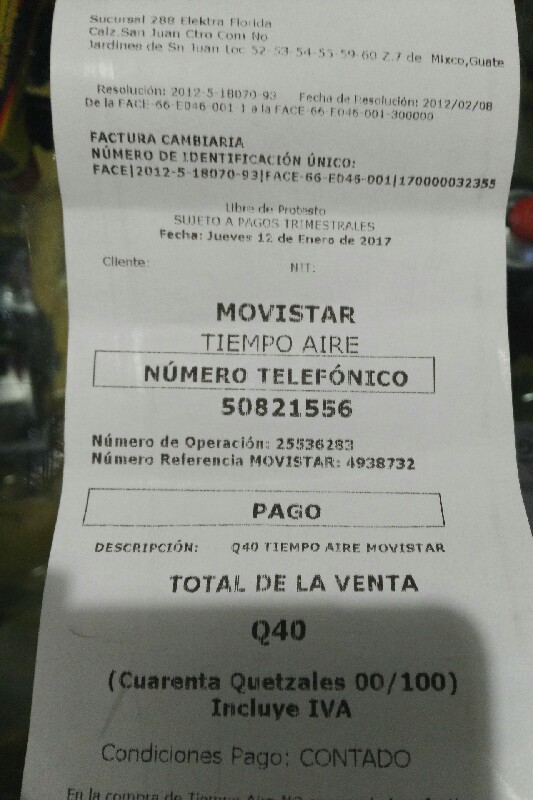 Sucursal 288 Elektra Florida
Calz.San Juan Ctro Com No
Jardines de Sn Juan Loc 52-53-54-55-59-60 Z.7 de Mixco,Guate
Resolución: 2012-5-18070-93 Fecha de Resolución: 2012/02/08
De la FACE-66-E046-001-1 a la FACE-66-E046-001-300000
FACTURA CAMBIARIA
NÚMERO DE IDENTIFICACIÓN ÚNICO:
FACE|2012-5-18070-93|FACE-66-E046-001|170000032355
Libre de Protesto
SUJETO A PAGOS TRIMESTRALES
Fecha: Jueves 12 de Enero de 2017
Cliente: NIT:
MOVISTAR
TIEMPO AIRE
NÚMERO TELEFÓNICO
50821556
Número de Operación: 25536283
Número Referencia MOVISTAR: 4938732
PAGO
DESCRIPCIÓN: Q40 TIEMPO AIRE MOVISTAR
TOTAL DE LA VENTA
Q40
(Cuarenta Quetzales 00/100)
Incluye IVA
Condiciones Pago: CONTADO
En la compra de Tiempo Aire NO